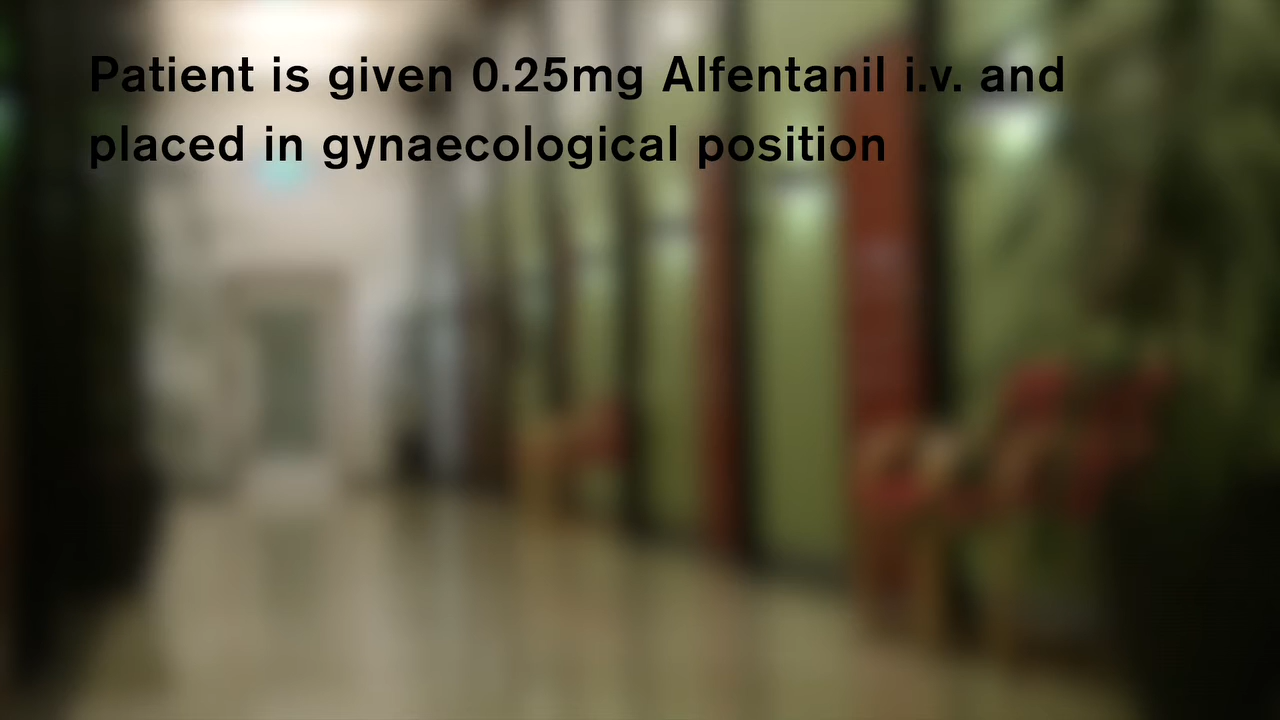 Patient is given 0.25mg Alfentanil i.v. and
placed in gynaecological position